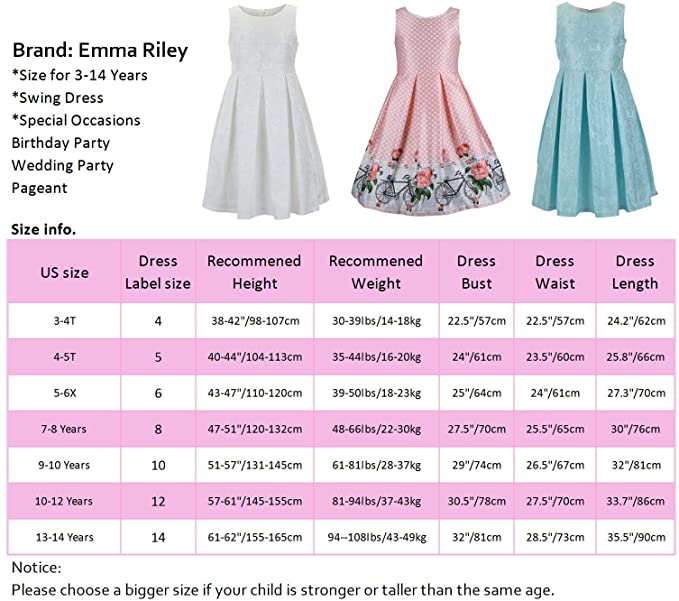 Brand: Emma Riley
*Size for 3-14 Years
*Swing Dress
*Special Occasions
Birthday Party
Wedding Party
Pageant
Size info.
US size Dress Label size Recommened Height Recommened Weight Dress Bust Dress Waist Dress Length
3-4T 4 38-42"/98-107cm 30-39lbs/14-18kg 22.5"/57cm 22.5"/57cm 24.2"/62cm
4-5T 5 40-44"/104-113cm 35-44lbs/16-20kg 24"/61cm 23.5"/60cm 25.8"/66cm
5-6X 6 43-47"/110-120cm 39-50lbs/18-23kg 25"/64cm 24"/61cm 27.3"/70cm
7-8 Years 8 47-51"/120-132cm 48-66lbs/22-30kg 27.5"/70cm 25.5"/65cm 30"/76cm
9-10 Years 10 51-57"/131-145cm 61-81lbs/28-37kg 29"/74cm 26.5"/67cm 32"/81cm
10-12 Years 12 57-61"/145-155cm 81-94lbs/37-43kg 30.5"/78cm 27.5"/70cm 33.7"/86cm
13-14 Years 14 61-62"/155-165cm 94--108lbs/43-49kg 32"/81cm 28.5"/73cm 35.5"/90cm
Notice:
Please choose a bigger size if your child is stronger or taller than the same age.